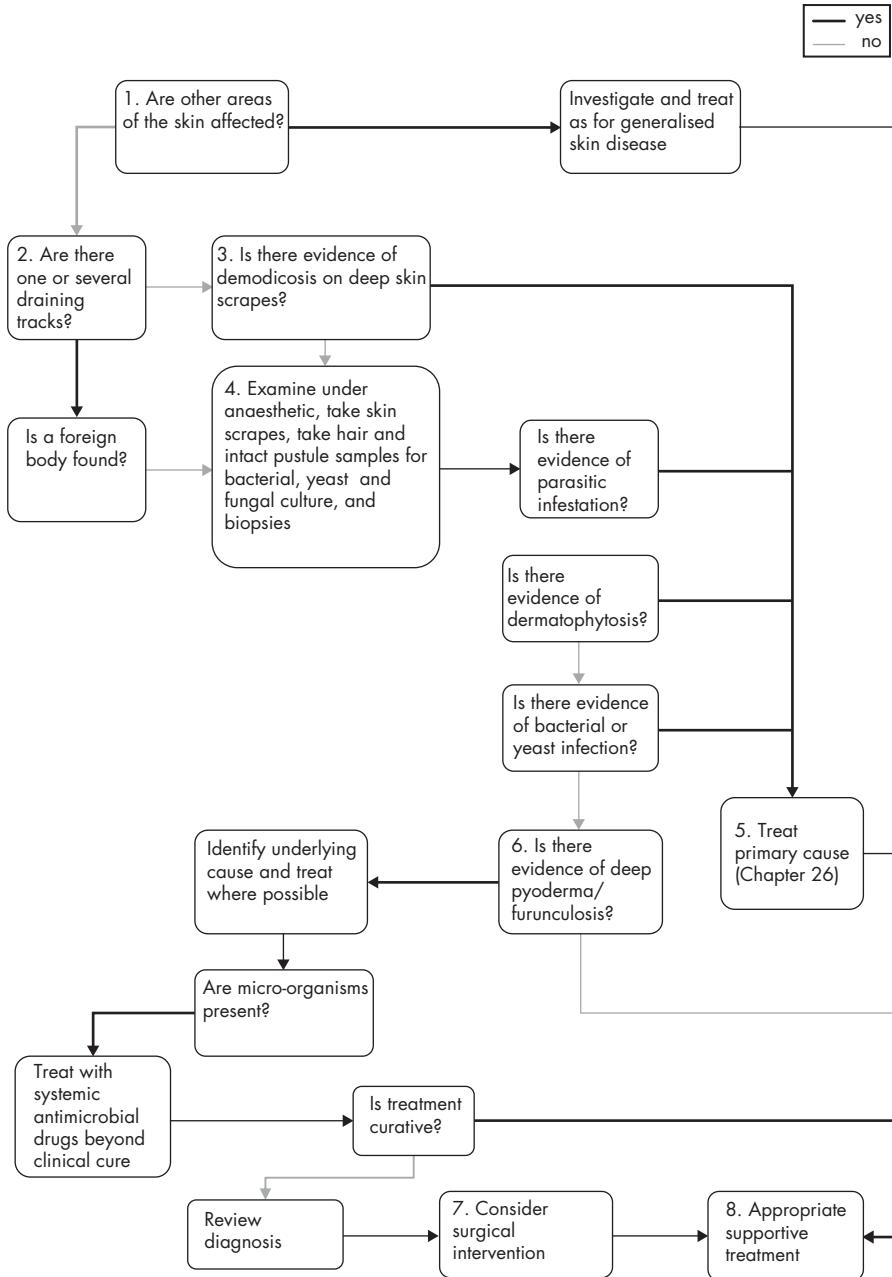 yes
no
1. Are other areas
of the skin affected?
Investigate and treat
as for generalised
skin disease
2. Are there
one or several
draining
tracks?
3. Is there evidence of
demodicosis on deep skin
scrapes?
Is a foreign
body found?
4. Examine under
anaesthetic, take skin
scrapes, take hair and
intact pustule samples for
bacterial, yeast and
fungal culture, and
biopsies
Is there
evidence of
parasitic
infestation?
Is there
evidence of
dermatophytosis?
Is there evidence
of bacterial or
yeast infection?
5. Treat
primary cause
(Chapter 26)
6. Is there
evidence of deep
pyoderma/
furunculosis?
Identify underlying
cause and treat
where possible
Are micro-organisms
present?
Treat with
systemic
antimicrobial
drugs beyond
clinical cure
Is treatment
curative?
Review
diagnosis
7. Consider
surgical
intervention
8. Appropriate
supportive
treatment